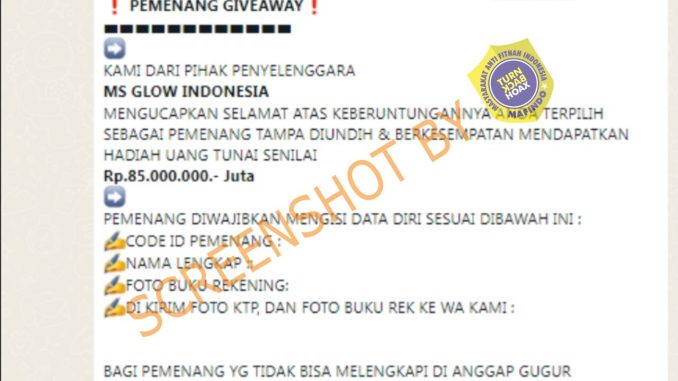 ❗ PEMENANG GIVEAWAY❗
➡️
KAMI DARI PIHAK PENYELENGGARA
MS GLOW INDONESIA
MENGUCAPKAN SELAMAT ATAS KEBERUNTUNGANNYA ANDA TERPILIH
SEBAGAI PEMENANG TAMPA DIUNDIH & BERKESEMPATAN MENDAPATKAN
HADIAH UANG TUNAI SENILAI
Rp.85.000.000.- Juta
➡️
PEMENANG DIWAJIBKAN MENGISI DATA DIRI SESUAI DIBAWAH INI :
✍️CODE ID PEMENANG :
✍️NAMA LENGKAP :
✍️FOTO BUKU REKENING:
✍️DI KIRIM FOTO KTP, DAN FOTO BUKU REK KE WA KAMI :
BAGI PEMENANG YG TIDAK BISA MELENGKAPI DI ANGGAP GUGUR
SCREENSHOT BY
MASYARAKAT ANTI FITNAH INDONESIA
TURN
BACK
HOAX
MAFINDO